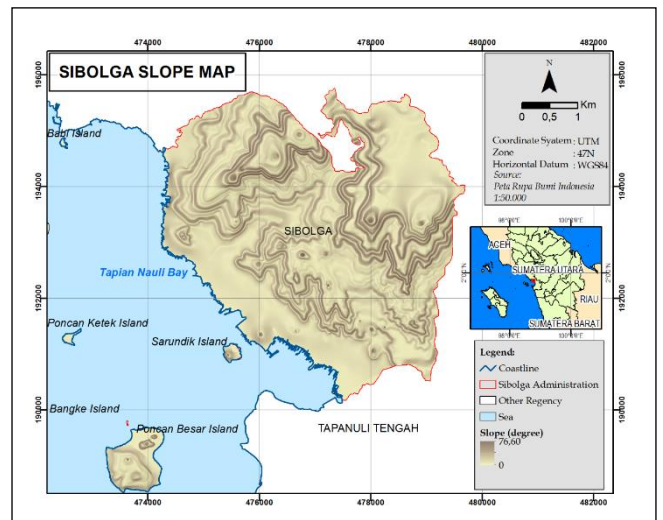 474000 476000 478000 480000 482000
SIBOLGA SLOPE MAP
196000
194000
192000
190000
Babi Island
Tapian Nauli Bay
SIBOLGA
Poncan Ketek Island
Sarundik Island
Bangke Island
Poncan Besar Island
TAPANULI TENGAH
N
Km
0 0,5 1
Coordinate Syatem : UTM
Zone : 47N
Horizontal Datum : WGS84
Source:
Peta Rupa Bumi Indonesia
1:50.000
ACEH
SUMATERA UTARA
RIAU
SUMATERA BARAT
Legend:
Coastline
Sibolga Administration
Other Regency
Sea
Slope (degree)
76,60
0
196000
194000
192000
190000
474000 476000 478000 480000 482000